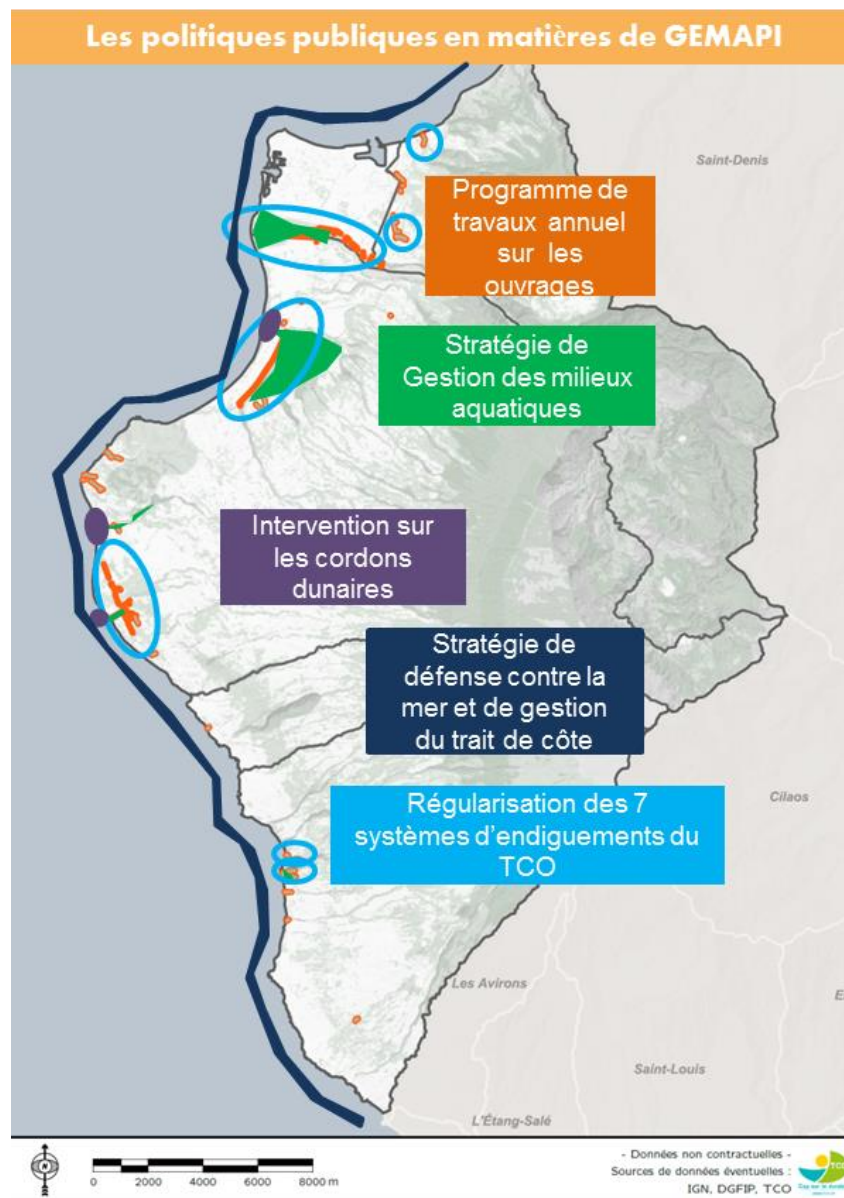 Les politiques publiques en matières de GEMAPI
Saint-Denis
Programme de
travaux annuel
sur les
ouvrages
Stratégie de
Gestion des milieux
aquatiques
Intervention sur
les cordons
dunaires
Stratégie de
défense contre la
mer et de gestion
du trait de côte
Cilaos
Régularisation des 7
systèmes d'endiguements du
TCO
Les Avirons
E
Saint-Louis
L'Étang-Salé
0 2000 4000 6000 8000 m
- Données non contractuelles -
Sources de données éventuelles :
IGN, DGFIP, TCO
TCO